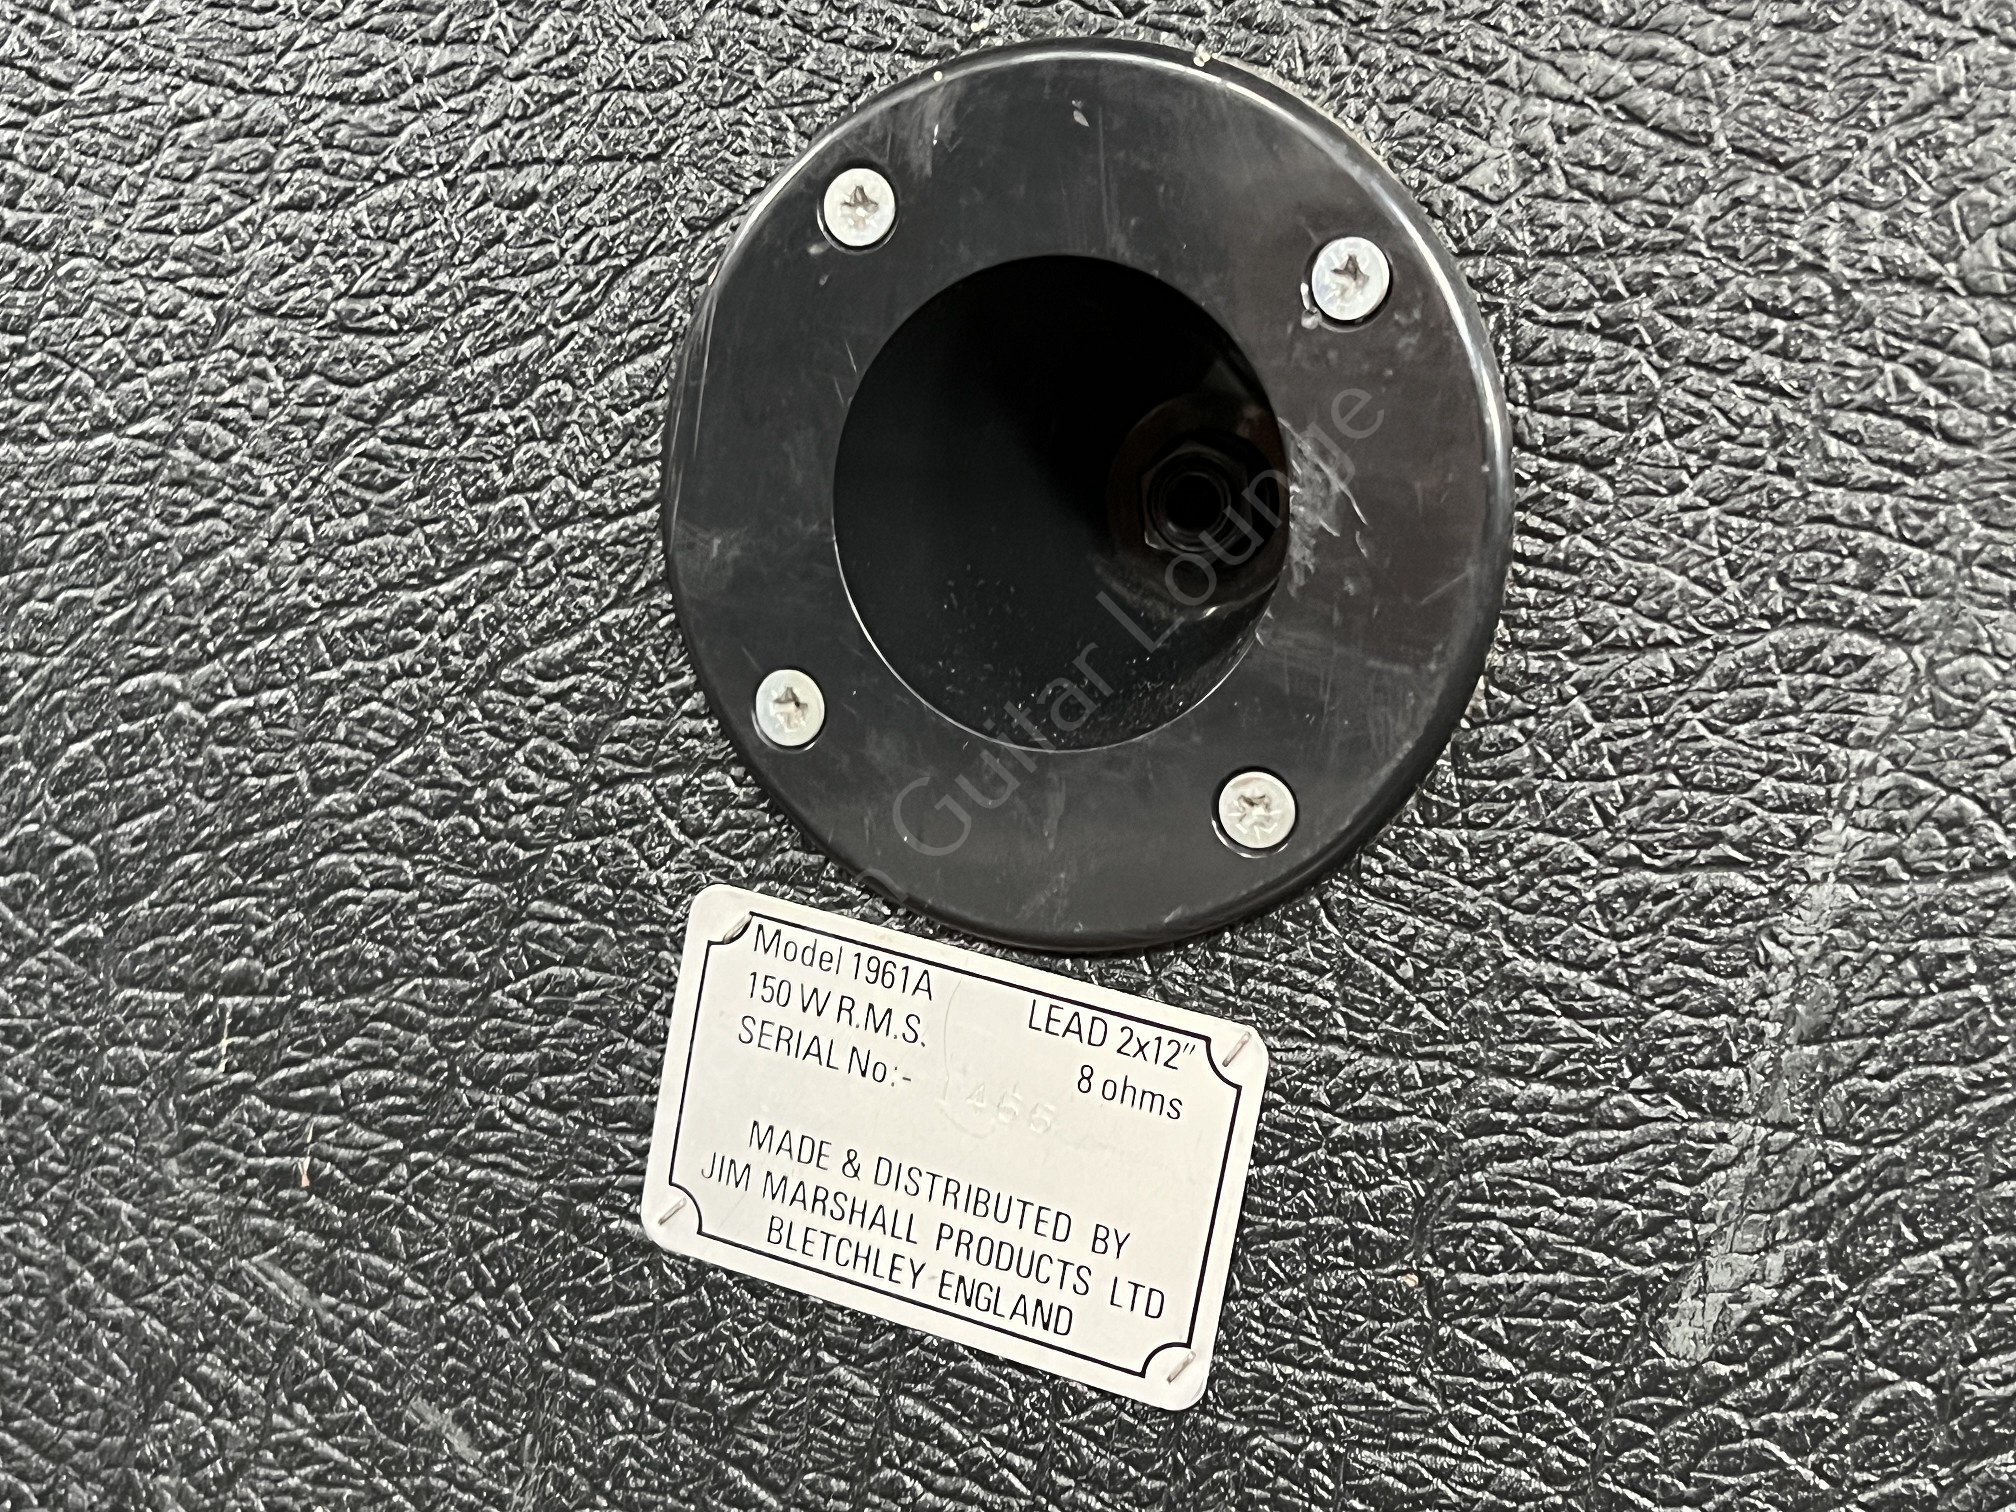 Guitar Lounge
Model 1961A LEAD 2x12"
150 W R.M.S. 8 ohms
SERIAL No:- 1466
MADE & DISTRIBUTED BY
JIM MARSHALL PRODUCTS LTD
BLETCHLEY ENGLAND